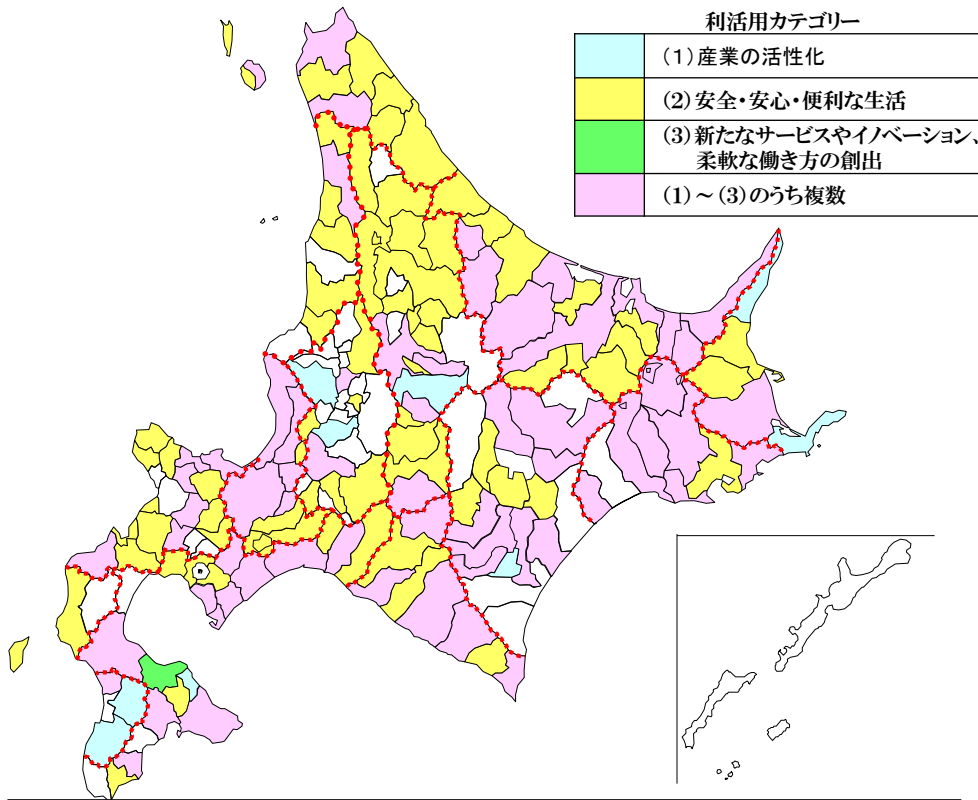 利活用カテゴリー
(1)産業の活性化
(2)安全・安心・便利な生活
(3)新たなサービスやイノベーション、
柔軟な働き方の創出
(1)～(3)のうち複数